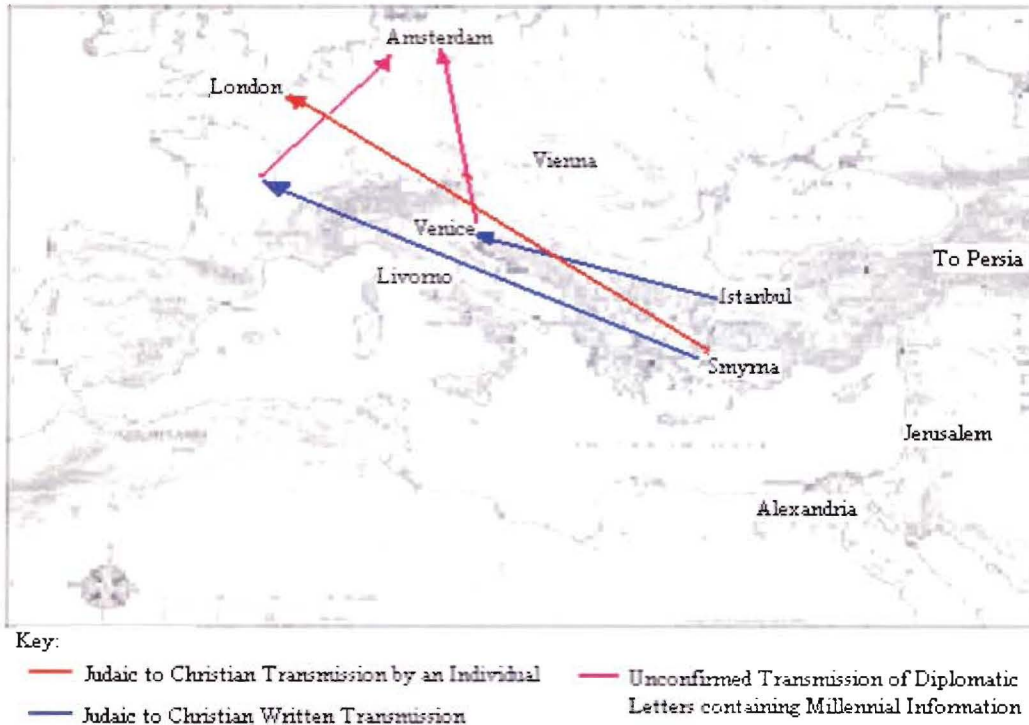 Amsterdam
London
Vienna
Venice
To Persia
Livorno
Istanbul
Smyrna
Jerusalem
Alexandria
Key:
Judaic to Christian Transmission by an Individual
Judaic to Christian Written Transmission
Unconfirmed Transmission of Diplomatic
Letters containing Millennial Information